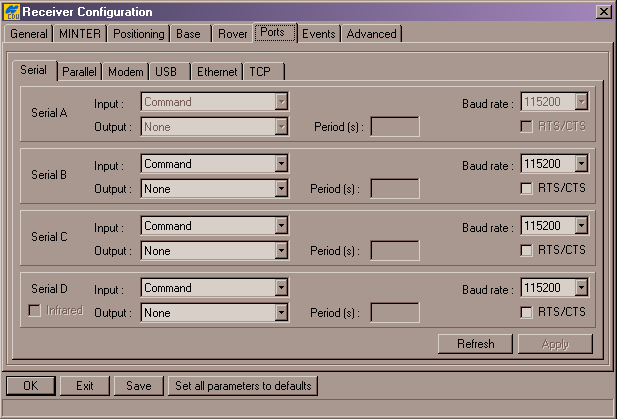 CDU Receiver Configuration
General MINTER Positioning Base Rover Ports Events Advanced
Serial Parallel Modem USB Ethernet TCP
Serial A Input : Command Baud rate : 115200
Output : None Period (s) : RTS/CTS
Serial B Input : Command Baud rate : 115200
Output : None Period (s) : RTS/CTS
Serial C Input : Command Baud rate : 115200
Output : None Period (s) : RTS/CTS
Serial D Input : Command Baud rate : 115200
Infrared Output : None Period (s) : RTS/CTS
Refresh Apply
OK Exit Save Set all parameters to defaults